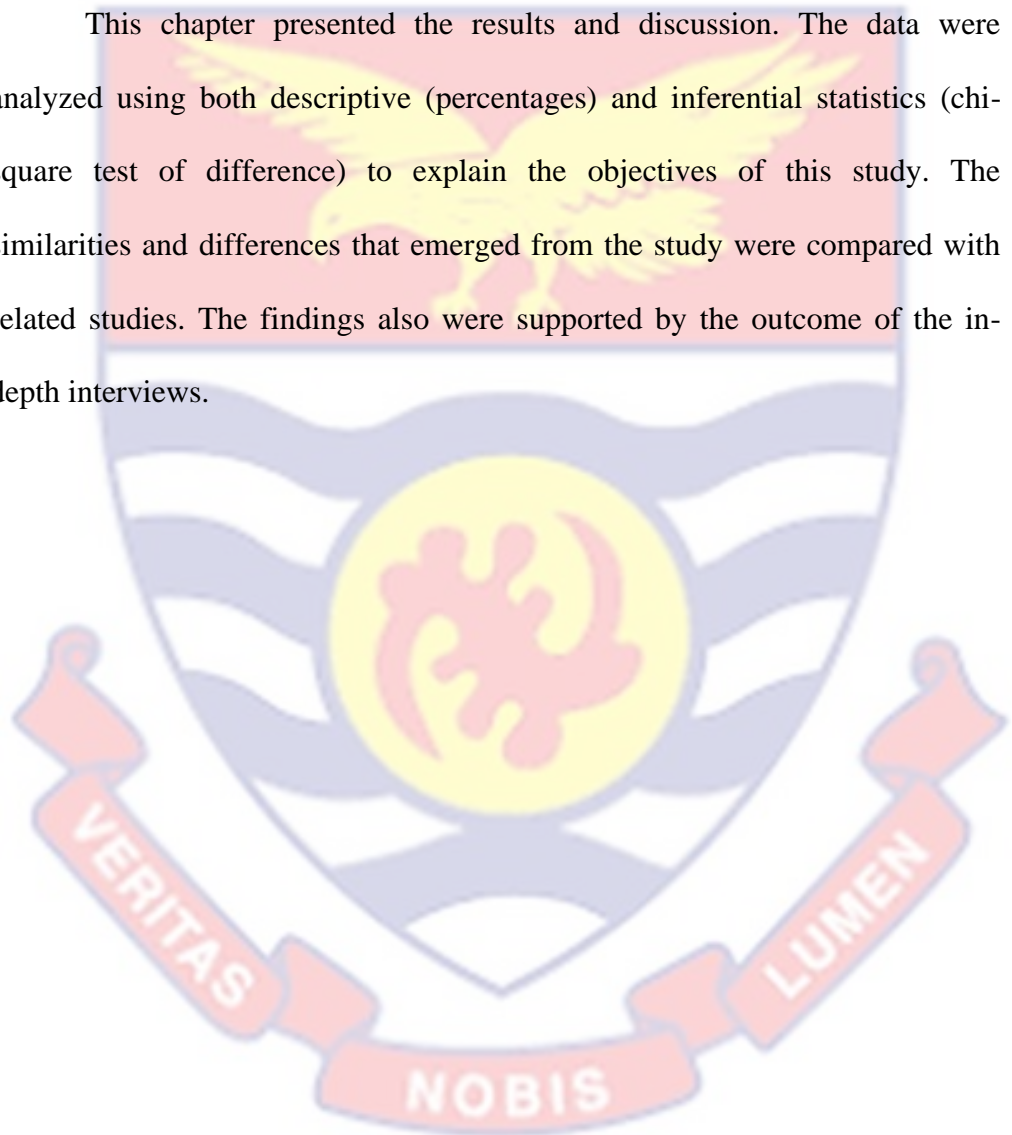 This chapter presented the results and discussion. The data were
analyzed using both descriptive (percentages) and inferential statistics (chi-
square test of difference) to explain the objectives of this study. The
similarities and differences that emerged from the study were compared with
related studies. The findings also were supported by the outcome of the in-
depth interviews.
VERITAS
NOBIS
LUMEN